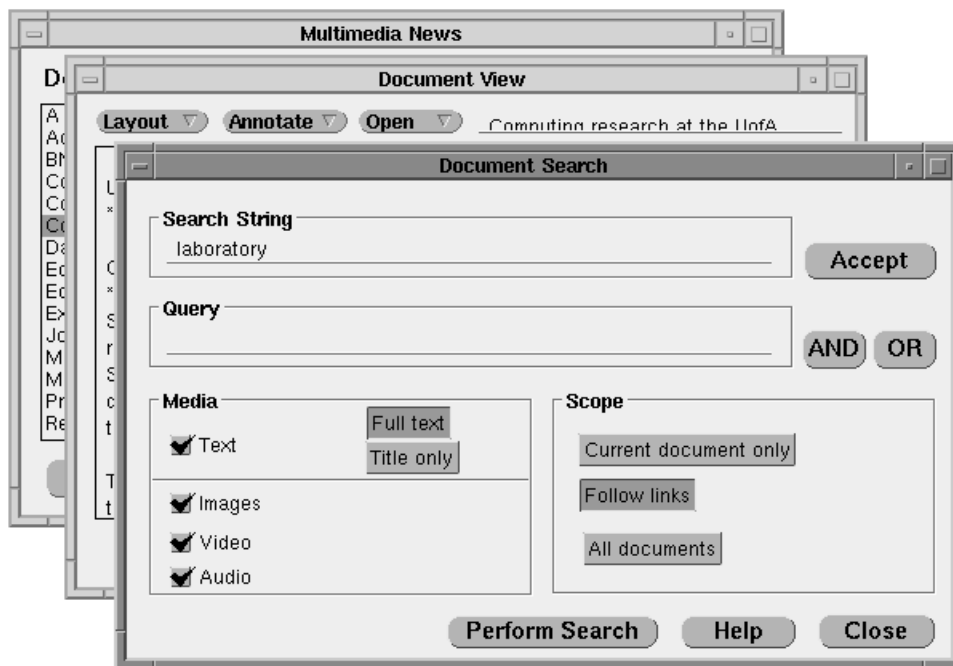 Multimedia News
Document View
Layout Annotate Open Computing research at the UofA
Document Search
Search String
laboratory
Accept
Query
AND OR
Media
Text
Full text
Title only
Images
Video
Audio
Scope
Current document only
Follow links
All documents
Perform Search Help Close